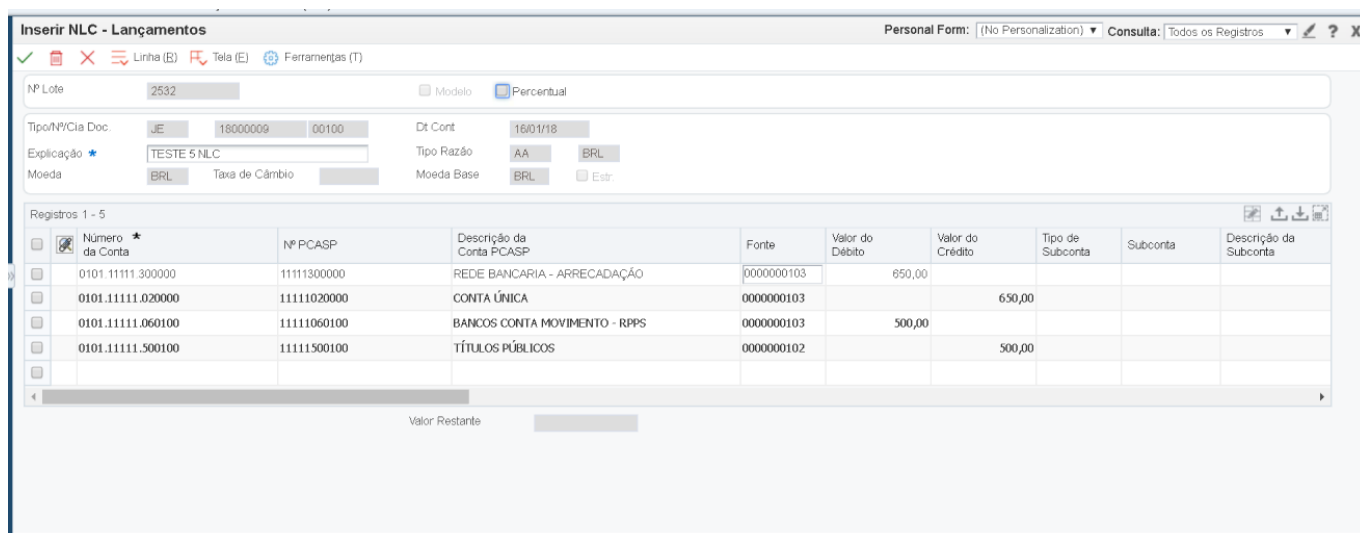 Inserir NLC - Lançamentos
Personal Form: (No Personalization) Consulta: Todos os Registros ? X
Linha (R) Tela (E) Ferramentas (T)
Nº Lote 2532 Modelo Percentual
Tipo/Nº/Cia Doc. JE 18000009 00100 Dt Cont 16/01/18
Explicação * TESTE 5 NLC Tipo Razão AA BRL
Moeda BRL Taxa de Câmbio Moeda Base BRL Estr.
Registros 1 - 5
Número * da Conta Nº PCASP Descrição da Conta PCASP Fonte Valor do Débito Valor do Crédito Tipo de Subconta Subconta Descrição da Subconta
0101.11111.300000 11111300000 REDE BANCARIA - ARRECADAÇÃO 0000000103 650,00
0101.11111.020000 11111020000 CONTA ÚNICA 0000000103 650,00
0101.11111.060100 11111060100 BANCOS CONTA MOVIMENTO - RPPS 0000000103 500,00
0101.11111.500100 11111500100 TÍTULOS PÚBLICOS 0000000102 500,00
Valor Restante